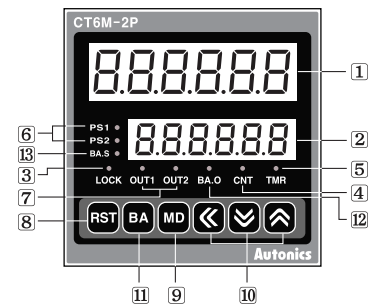 CT6M-2P
8.8.8.8.8.8
1
6
PS1
PS2
8.8.8.8.8.8
2
13
BA.S
3
5
LOCK OUT1 OUT2 BA.O CNT TMR
4
7
12
8
RST BA MD
Autonics
11
9
10